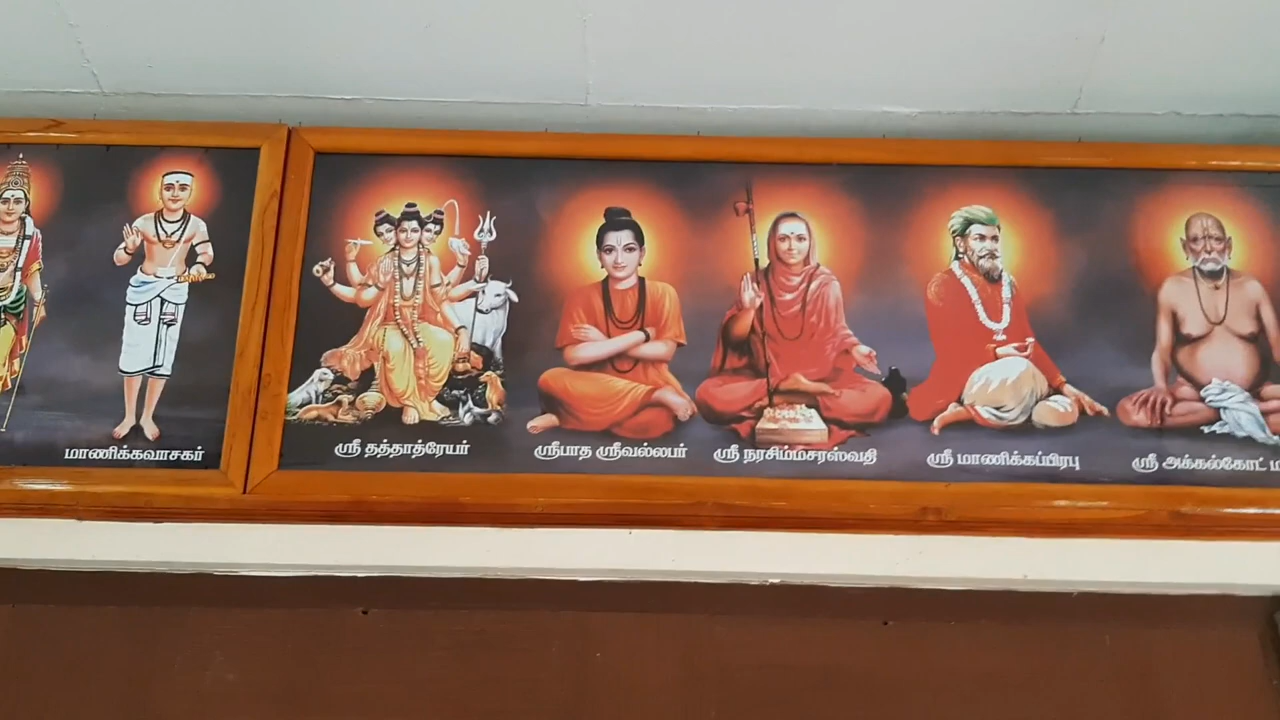 மாணிக்கவாசகர்
ஸ்ரீ தத்தாத்ரேயர்
ஸ்ரீபாத ஸ்ரீவல்லபர்
ஸ்ரீ நரசிம்மசரஸ்வதி
ஸ்ரீ மாணிக்கப்பிரபு
ஸ்ரீ அக்கல்கோட்